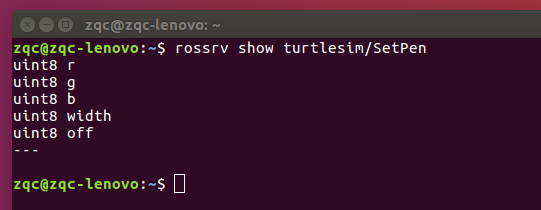 zqc@zqc-lenovo: ~
zqc@zqc-lenovo:~$ rossrv show turtlesim/SetPen
uint8 r
uint8 g
uint8 b
uint8 width
uint8 off
---
zqc@zqc-lenovo:~$